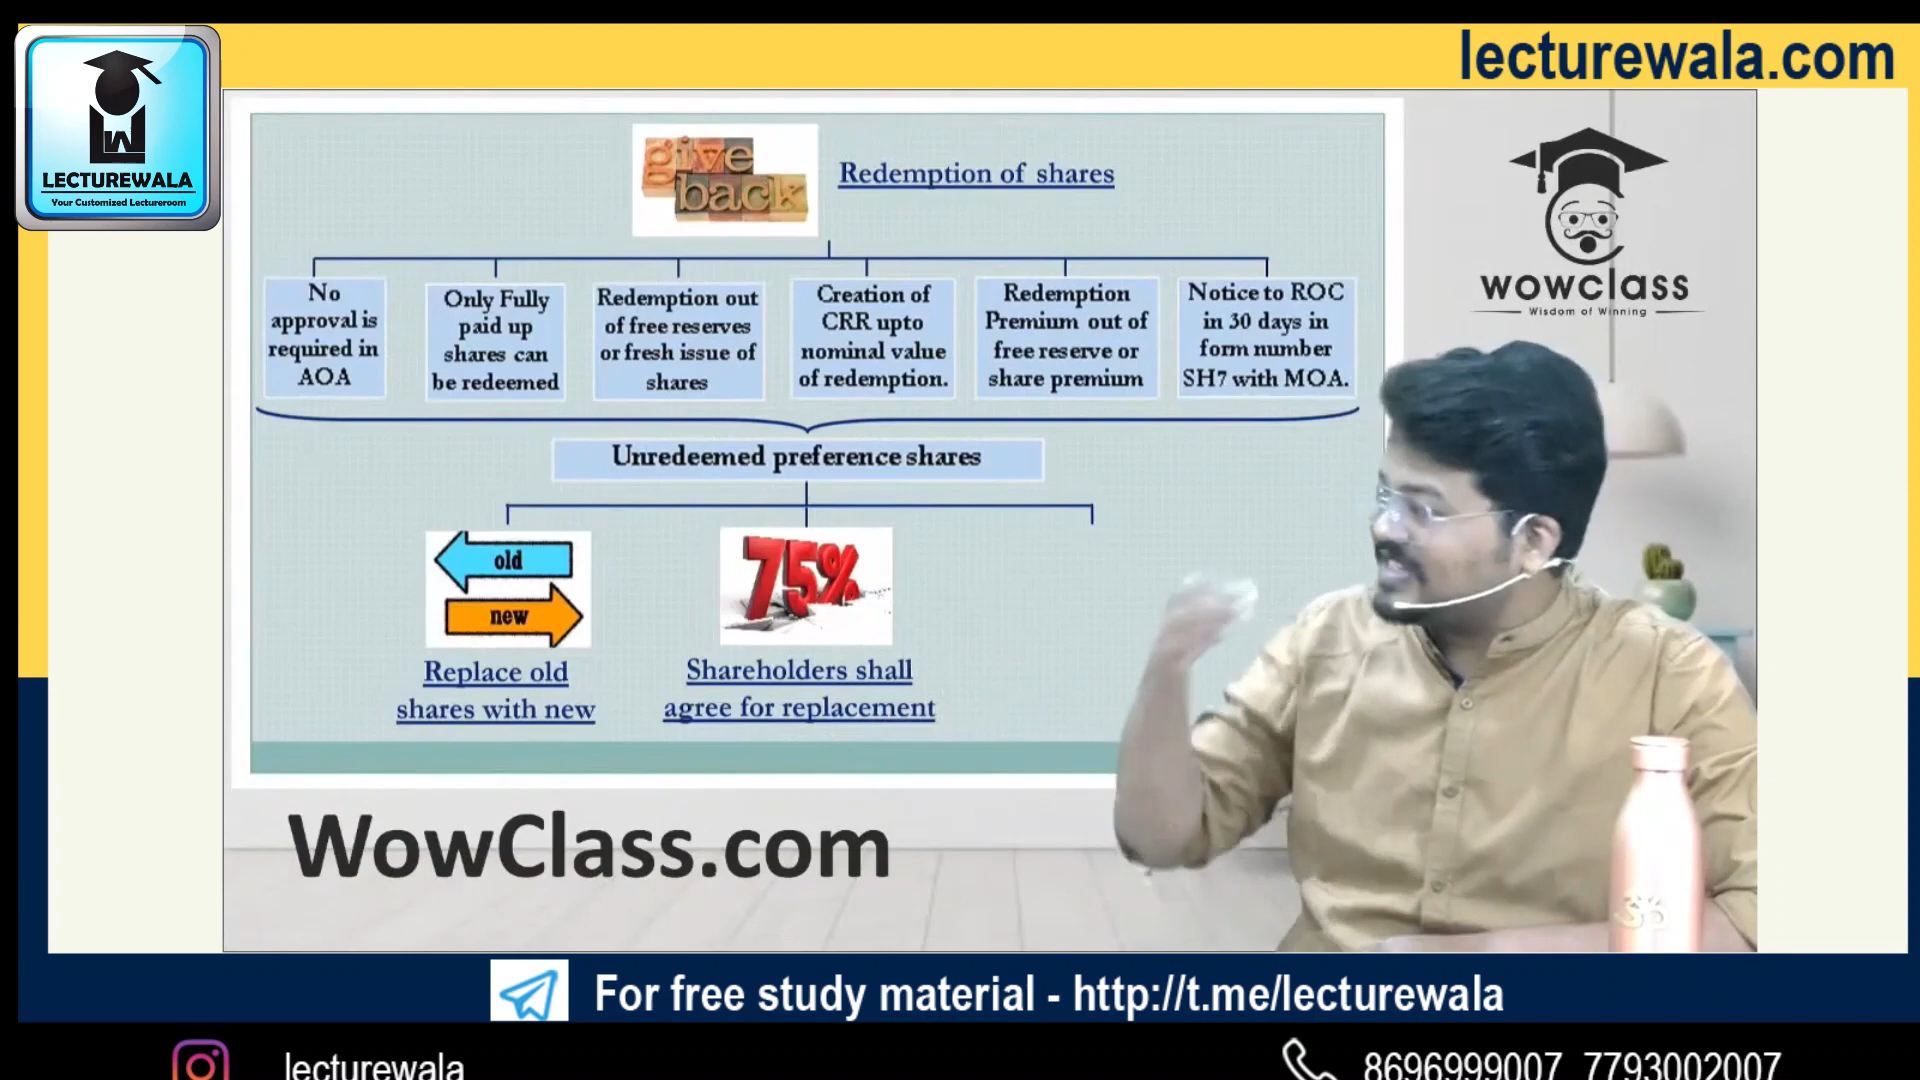 lecturewala.com
LW
LECTUREWALA
Your Customized Lectureroom
give
back
Redemption of shares
wowclass
Wisdom of Winning
No
approval is
required in
AOA
Only Fully
paid up
shares can
be redeemed
Redemption out
of free reserves
or fresh issue of
shares
Creation of
CRR upto
nominal value
of redemption.
Redemption
Premium out of
free reserve or
share premium
Notice to ROC
in 30 days in
form number
SH7 with MOA.
Unredeemed preference shares
old
new
75%
Replace old
shares with new
Shareholders shall
agree for replacement
WowClass.com
ॐ
For free study material - http://t.me/lecturewala
lecturewala
8696999007, 7793002007